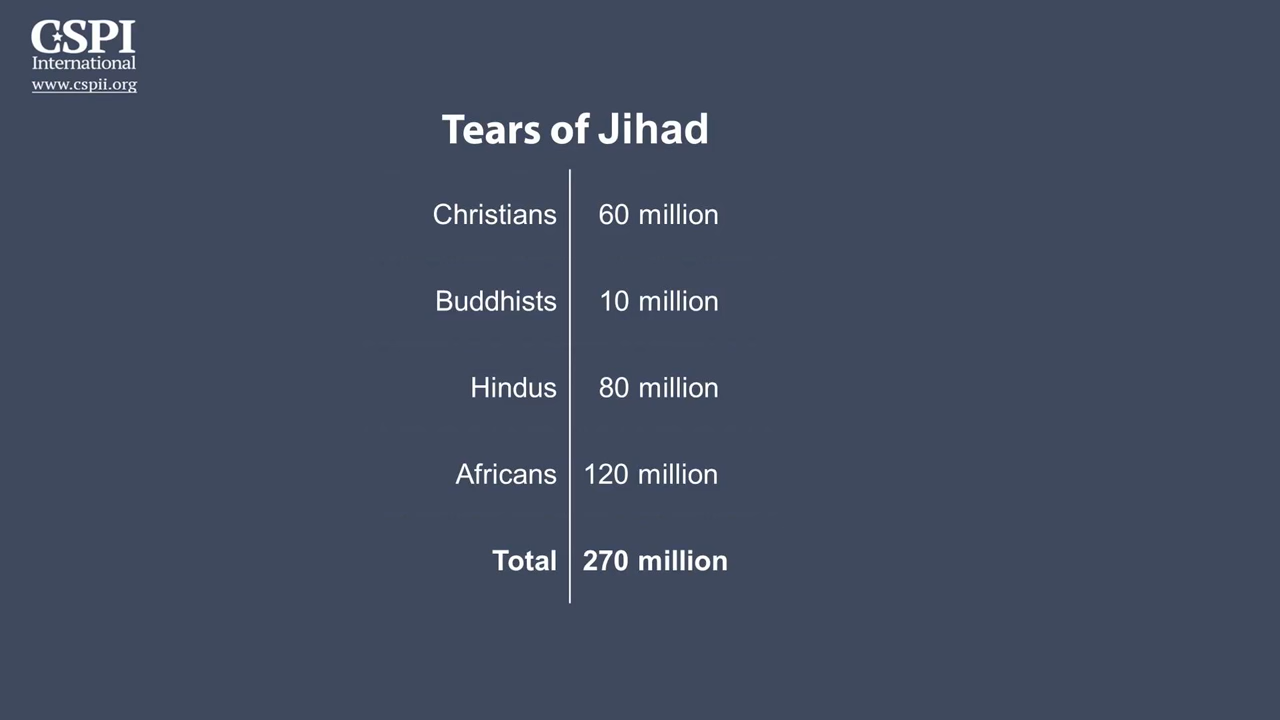 CSPI
International
www.cspii.org
Tears of Jihad
Christians 60 million
Buddhists 10 million
Hindus 80 million
Africans 120 million
Total 270 million